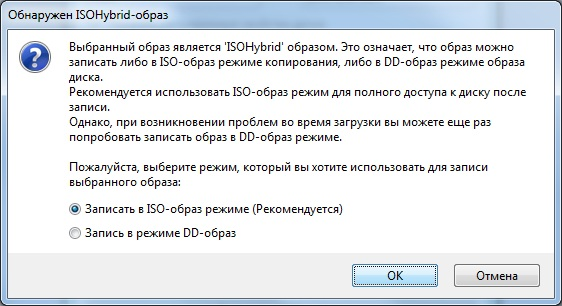 Обнаружен ISOHybrid-образ
Выбранный образ является 'ISOHybrid' образом. Это означает, что образ можно
записать либо в ISO-образ режиме копирования, либо в DD-образ режиме образа
диска.
Рекомендуется использовать ISO-образ режим для полного доступа к диску после
записи.
Однако, при возникновении проблем во время загрузки вы можете еще раз
попробовать записать образ в DD-образ режиме.
Пожалуйста, выберите режим, который вы хотите использовать для записи
выбранного образа:
Записать в ISO-образ режиме (Рекомендуется)
Запись в режиме DD-образ
OK
Отмена